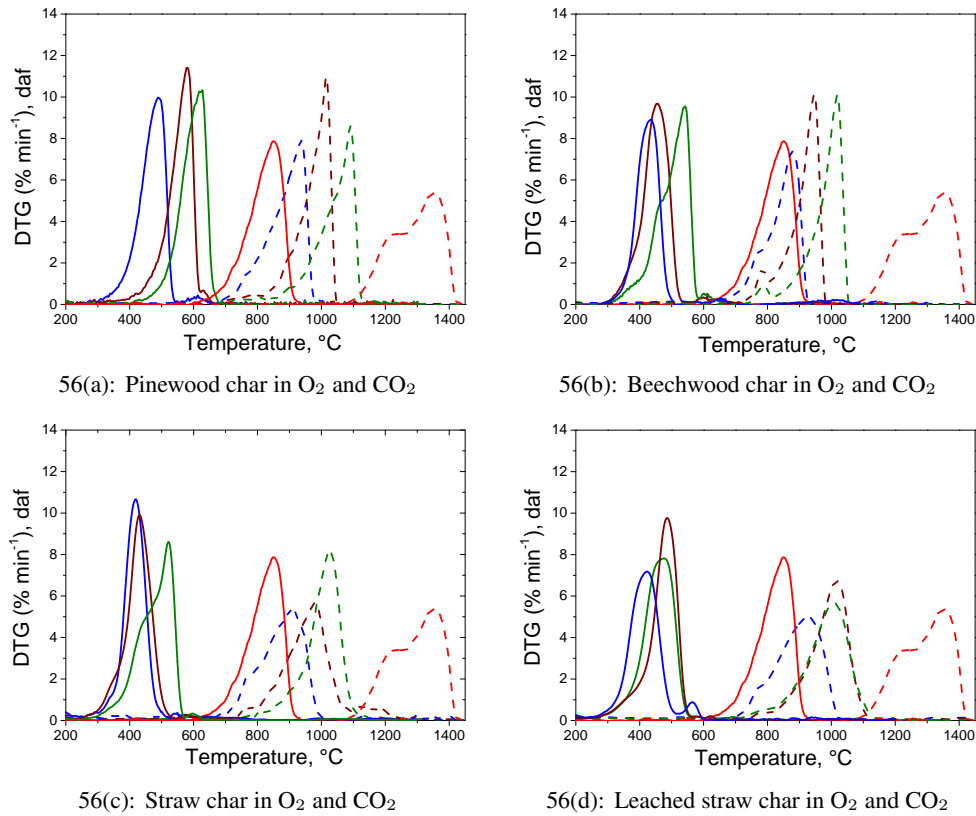 14
12
10
8
6
4
2
0
DTG (% min⁻¹), daf
200 400 600 800 1000 1200 1400
Temperature, °C
56(a): Pinewood char in O₂ and CO₂
14
12
10
8
6
4
2
0
DTG (% min⁻¹), daf
200 400 600 800 1000 1200 1400
Temperature, °C
56(b): Beechwood char in O₂ and CO₂
14
12
10
8
6
4
2
0
DTG (% min⁻¹), daf
200 400 600 800 1000 1200 1400
Temperature, °C
56(c): Straw char in O₂ and CO₂
14
12
10
8
6
4
2
0
DTG (% min⁻¹), daf
200 400 600 800 1000 1200 1400
Temperature, °C
56(d): Leached straw char in O₂ and CO₂